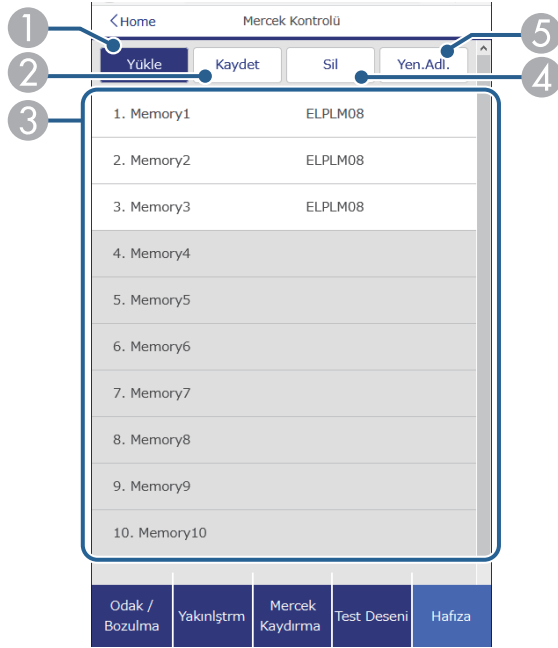 <Home Mercek Kontrolü
1 2 3 4 5
Yükle Kaydet Sil Yen.Adl.
1. Memory1 ELPLM08
2. Memory2 ELPLM08
3. Memory3 ELPLM08
4. Memory4
5. Memory5
6. Memory6
7. Memory7
8. Memory8
9. Memory9
10. Memory10
Odak /
Bozulma
Yakınlştrm
Mercek
Kaydırma
Test Deseni
Hafıza